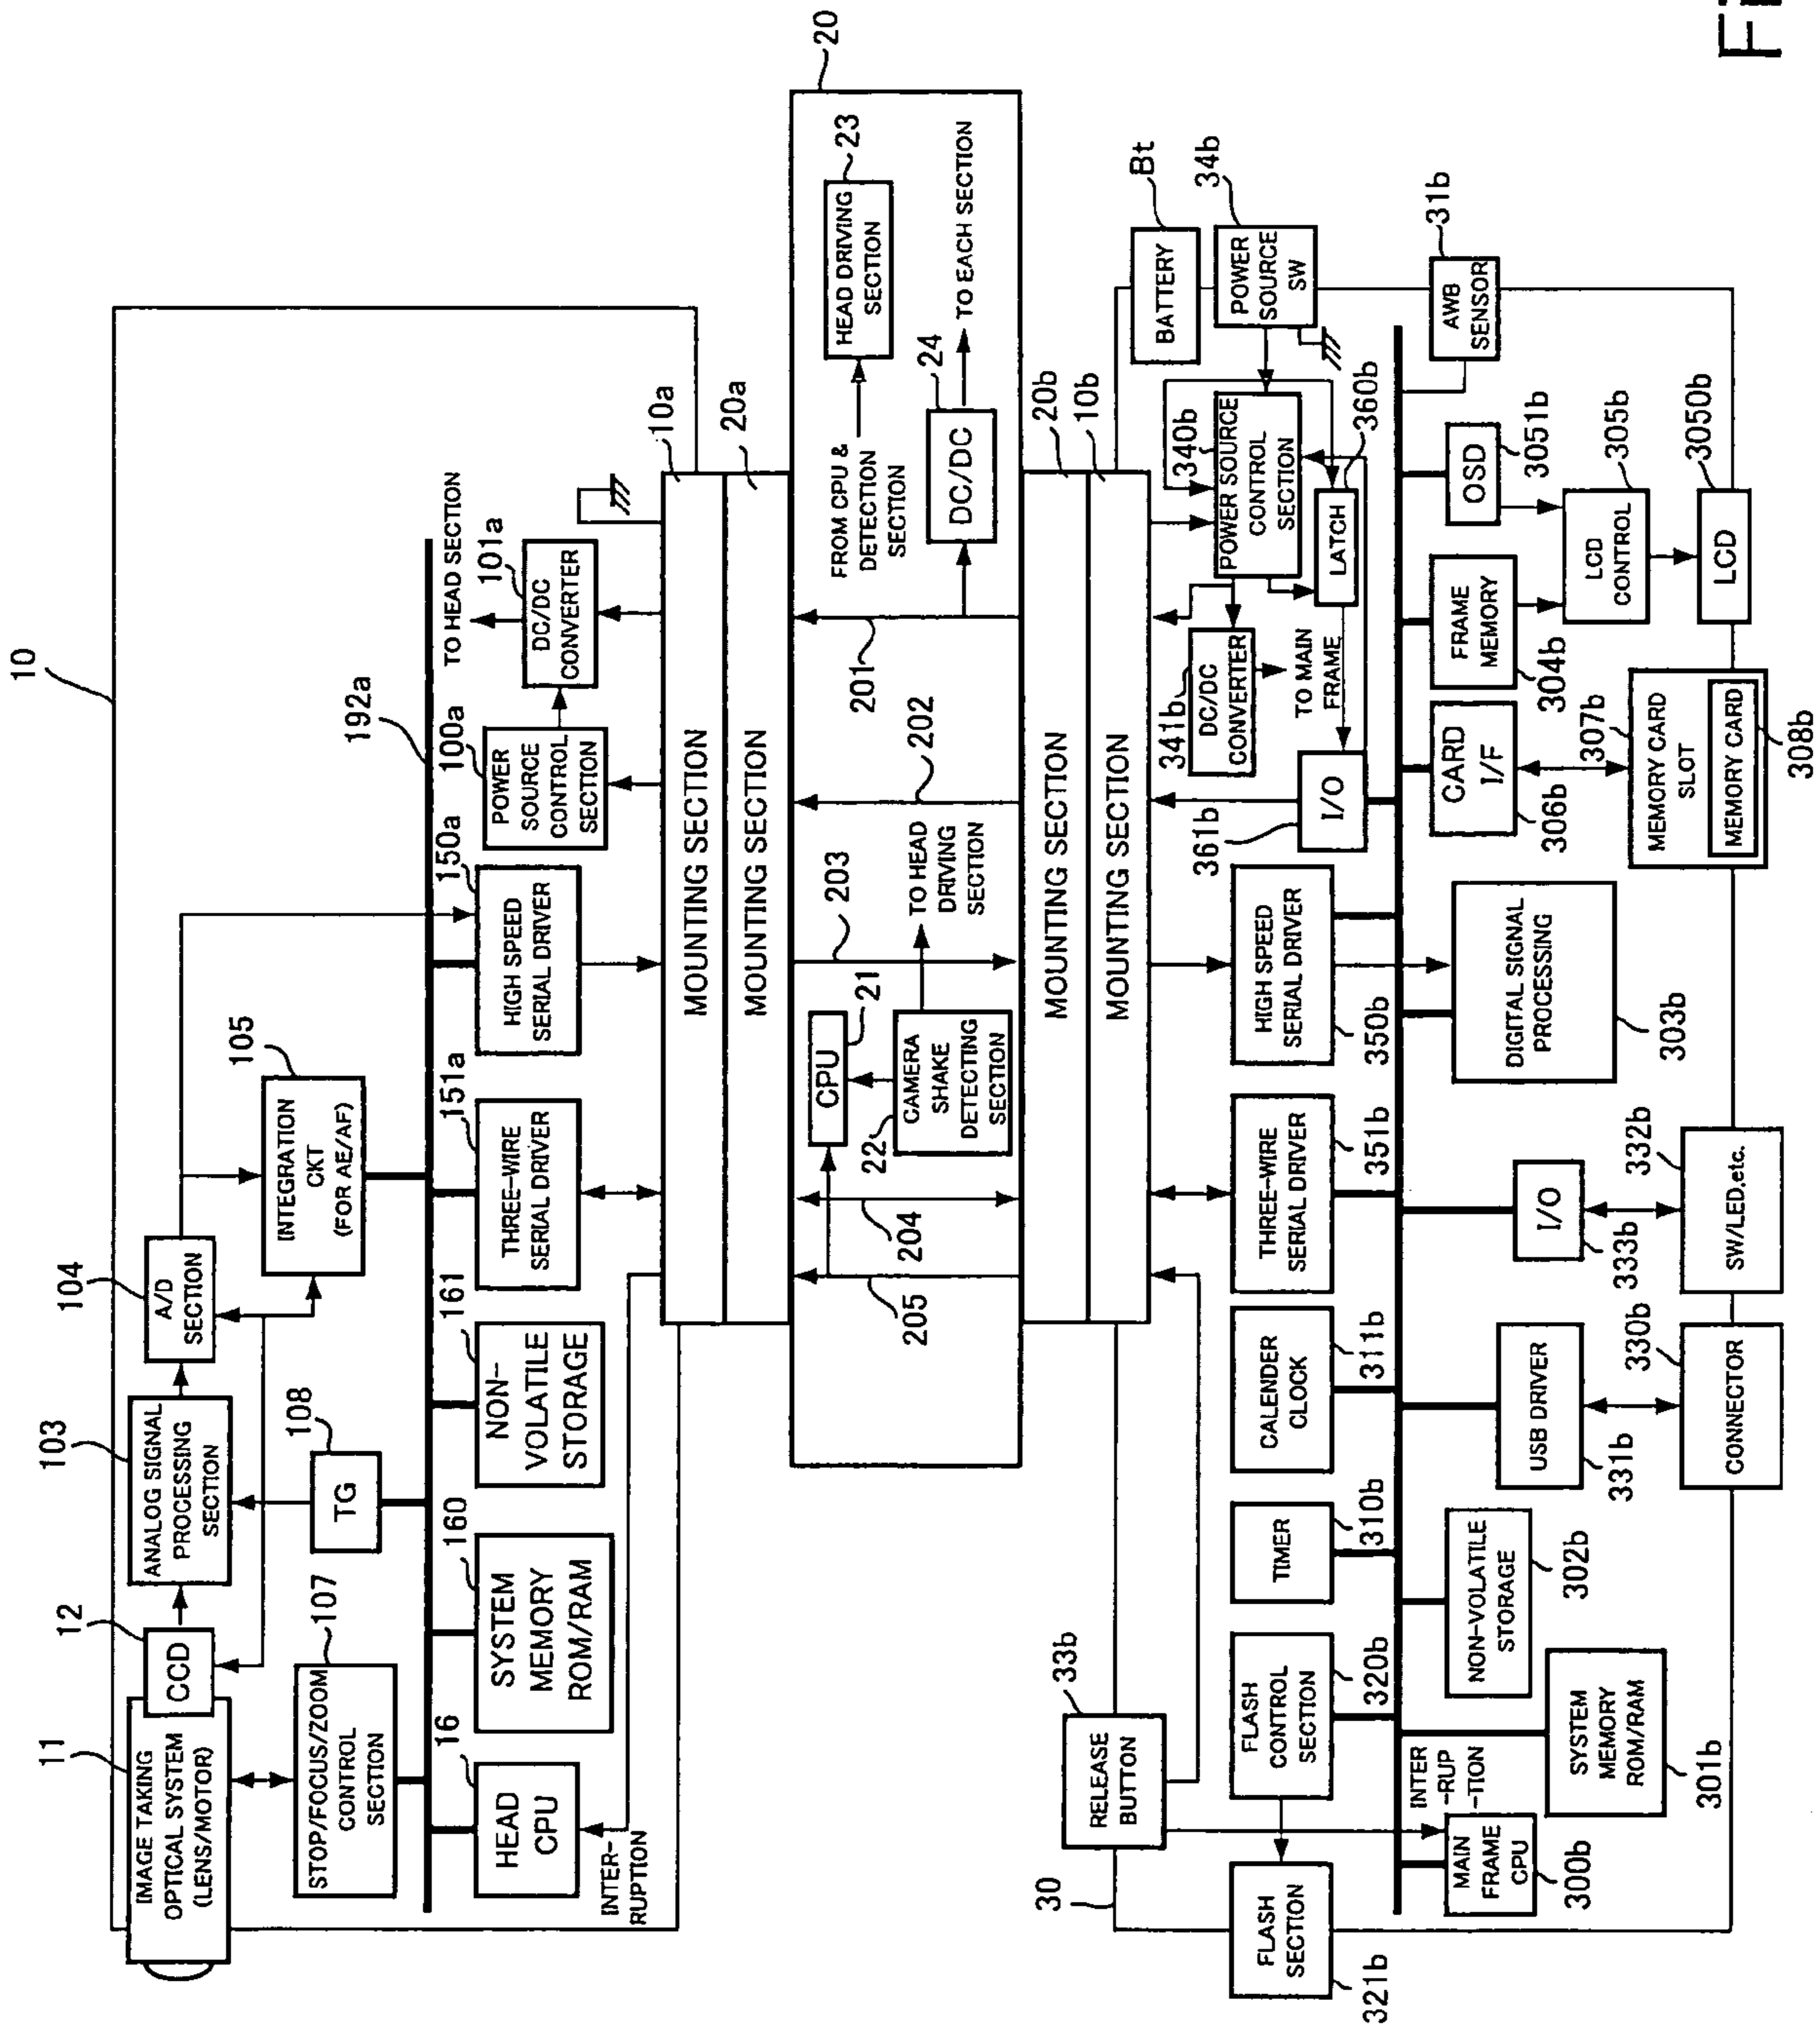 10
11
IMAGE TAKING
OPTICAL SYSTEM
(LENS/MOTOR)
12
CCD
103
ANALOG SIGNAL
PROCESSING
SECTION
104
A/D
SECTION
105
INTEGRATION
CKT
(FOR AE/AF)
107
STOP/FOCUS/ZOOM
CONTROL
SECTION
108
TG
192a
TO HEAD SECTION
16
HEAD
CPU
INTER-
RUPTION
160
SYSTEM
MEMORY
ROM/RAM
161
NON-
VOLATILE
STORAGE
151a
THREE-WIRE
SERIAL DRIVER
150a
HIGH SPEED
SERIAL DRIVER
100a
POWER
SOURCE
CONTROL
SECTION
101a
DC/DC
CONVERTER
10a
MOUNTING SECTION
20a
MOUNTING SECTION
20
205
204
CPU
21
22
CAMERA
SHAKE
DETECTING
SECTION
203
TO HEAD
DRIVING
SECTION
202
201
FROM CPU &
DETECTION
SECTION
HEAD DRIVING
SECTION
23
DC/DC
24
TO EACH SECTION
20b
MOUNTING SECTION
10b
MOUNTING SECTION
30
33b
RELEASE
BUTTON
FLASH
SECTION
321b
FLASH
CONTROL
SECTION
320b
TIMER
310b
CALENDER
CLOCK
311b
THREE-WIRE
SERIAL DRIVER
351b
HIGH SPEED
SERIAL DRIVER
350b
361b
I/O
341b
DC/DC
CONVERTER
TO MAIN
FRAME
340b
POWER SOURCE
CONTROL
SECTION
LATCH
360b
BATTERY
Bt
POWER
SOURCE
SW
34b
AWB
SENSOR
31b
INTER
-RUP
-TION
MAIN
FRAME
CPU
300b
SYSTEM
MEMORY
ROM/RAM
301b
NON-VOLATILE
STORAGE
302b
USB DRIVER
331b
CONNECTOR
330b
I/O
333b
SW/LED,etc.
332b
DIGITAL SIGNAL
PROCESSING
303b
CARD
I/F
306b
307b
MEMORY CARD
SLOT
MEMORY CARD
308b
FRAME
MEMORY
304b
OSD
3051b
LCD
CONTROL
305b
LCD
3050b